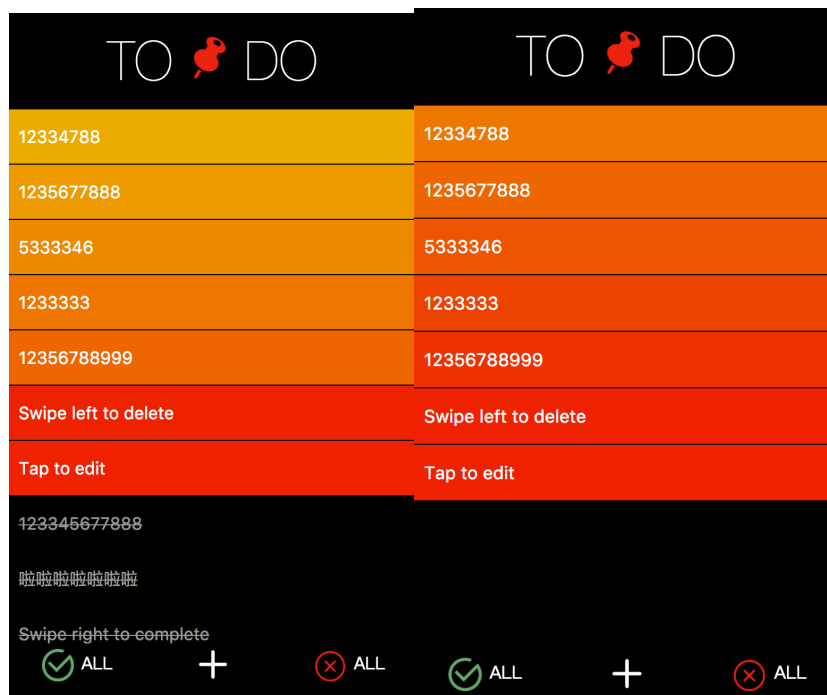 TO DO
12334788
1235677888
5333346
1233333
12356788999
Swipe left to delete
Tap to edit
123345677888
啦啦啦啦啦啦啦
Swipe right to complete
ALL
ALL
TO DO
12334788
1235677888
5333346
1233333
12356788999
Swipe left to delete
Tap to edit
ALL
ALL